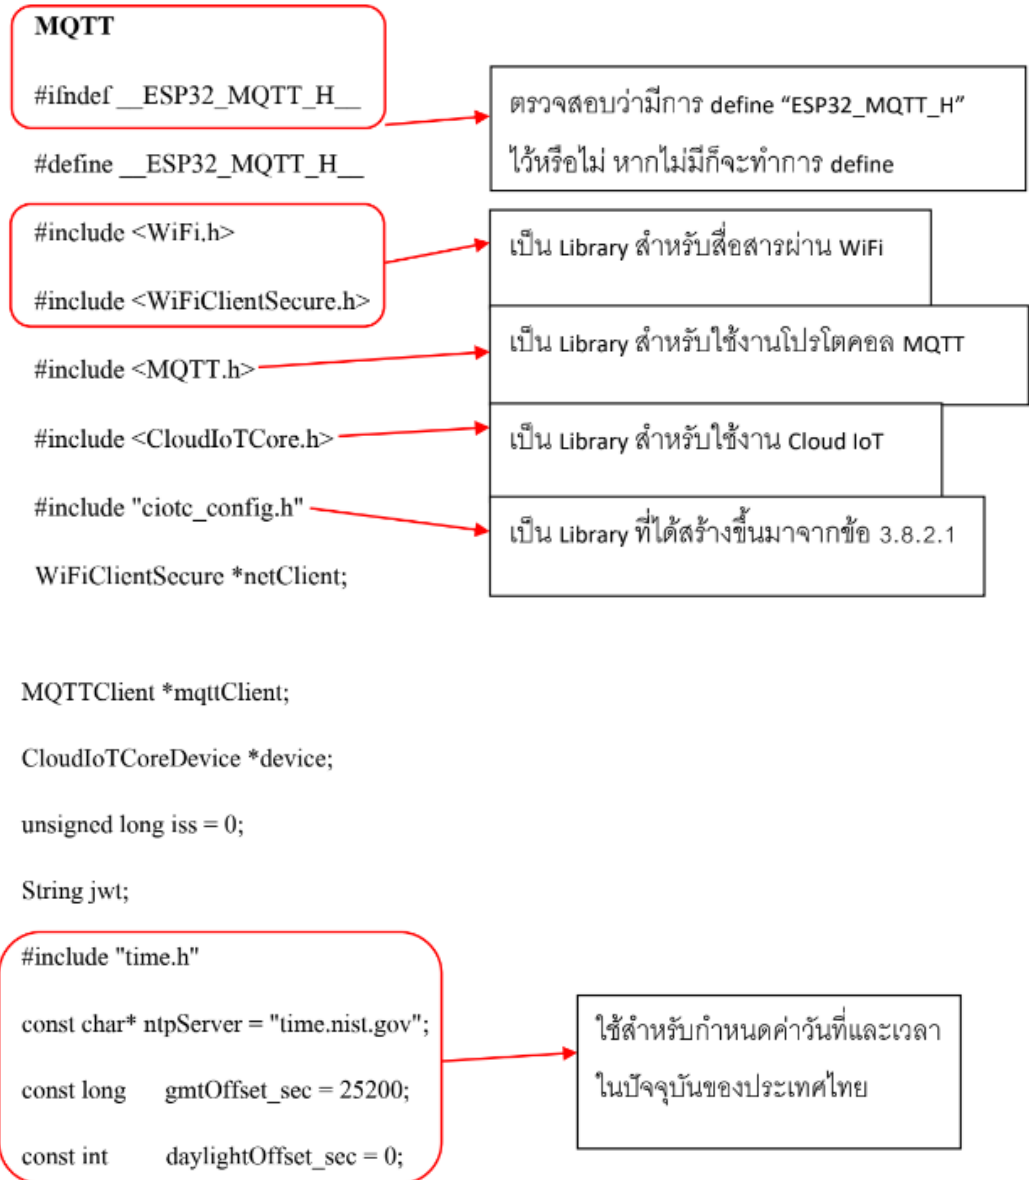 MQTT
#ifndef __ESP32_MQTT_H__
ตรวจสอบว่ามีการ define “ESP32_MQTT_H”
ไว้หรือไม่ หากไม่มีก็จะทำการ define
#define __ESP32_MQTT_H__
#include <WiFi.h>
#include <WiFiClientSecure.h>
เป็น Library สำหรับสื่อสารผ่าน WiFi
#include <MQTT.h>
เป็น Library สำหรับใช้งานโปรโตคอล MQTT
#include <CloudIoTCore.h>
เป็น Library สำหรับใช้งาน Cloud IoT
#include "ciotc_config.h"
เป็น Library ที่ได้สร้างขึ้นมาจากข้อ 3.8.2.1
WiFiClientSecure *netClient;
MQTTClient *mqttClient;
CloudIoTCoreDevice *device;
unsigned long iss = 0;
String jwt;
#include "time.h"
const char* ntpServer = "time.nist.gov";
const long gmtOffset_sec = 25200;
const int daylightOffset_sec = 0;
ใช้สำหรับกำหนดค่าวันที่และเวลา
ในปัจจุบันของประเทศไทย